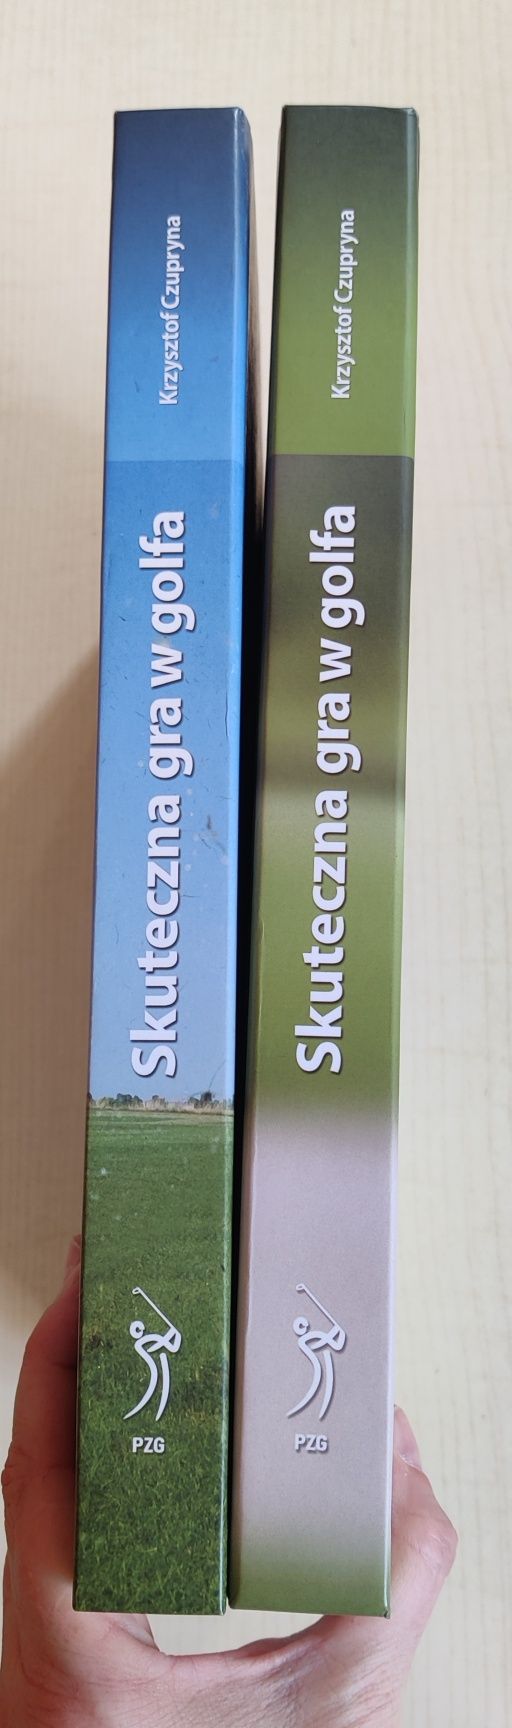 Krzysztof Czupryna
Skuteczna gra w golfa
PZG
Krzysztof Czupryna
Skuteczna gra w golfa
PZG